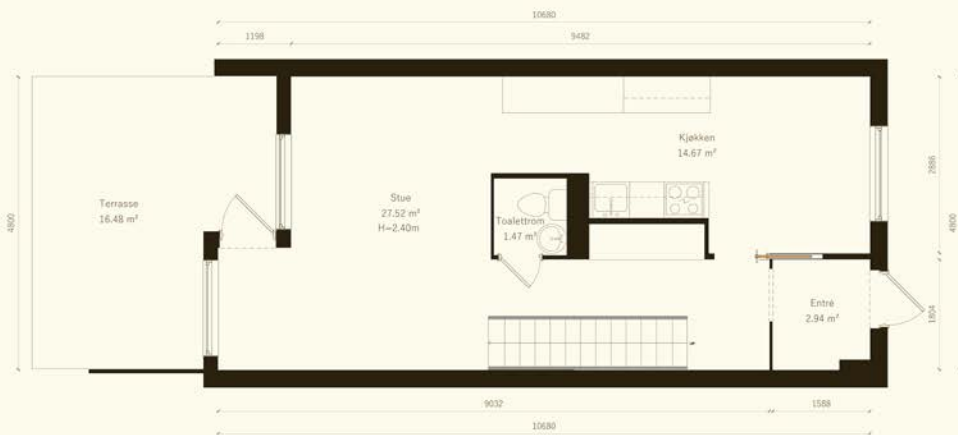 10680
1198
9482
Kjøkken
14.67 m²
2886
4800
4800
Terrasse
16.48 m²
Stue
27.52 m²
H=2.40m
Toalettrom
1.47 m²
Entré
2.94 m²
1804
9032
1588
10680